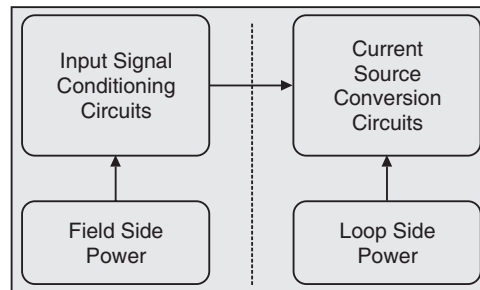 Input Signal
Conditioning
Circuits
Current
Source
Conversion
Circuits
Field Side
Power
Loop Side
Power